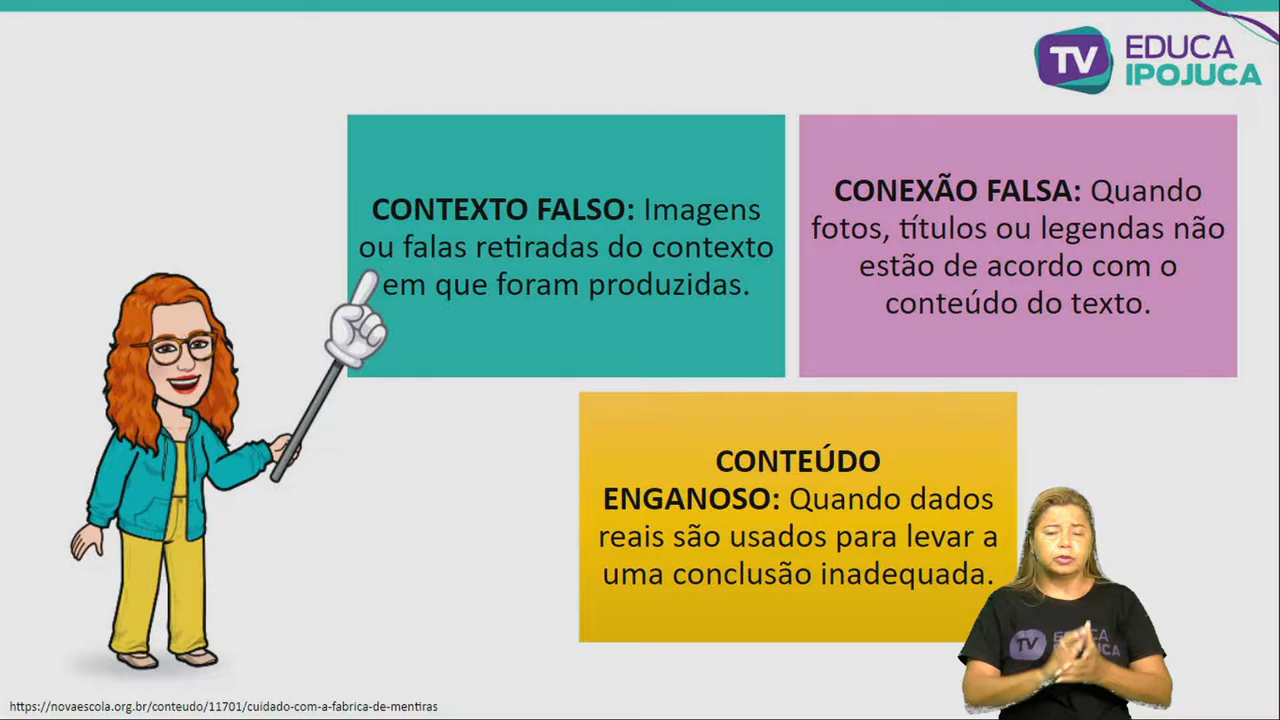 TV EDUCA
IPOJUCA
CONTEXTO FALSO: Imagens
ou falas retiradas do contexto
em que foram produzidas.
CONEXÃO FALSA: Quando
fotos, títulos ou legendas não
estão de acordo com o
conteúdo do texto.
CONTEÚDO
ENGANOSO: Quando dados
reais são usados para levar a
uma conclusão inadequada.
TV
https://novaescola.org.br/conteudo/11701/cuidado-com-a-fabrica-de-mentiras